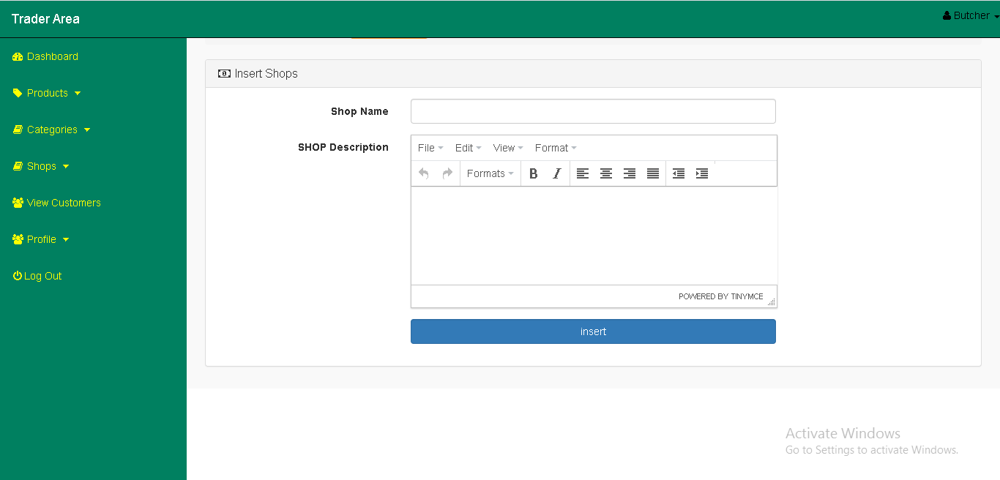 Trader Area
Butcher
Dashboard
Products
Categories
Shops
View Customers
Profile
Log Out
Insert Shops
Shop Name
SHOP Description
File Edit View Format
Formats B I
POWERED BY TINYMCE
insert
Activate Windows
Go to Settings to activate Windows.